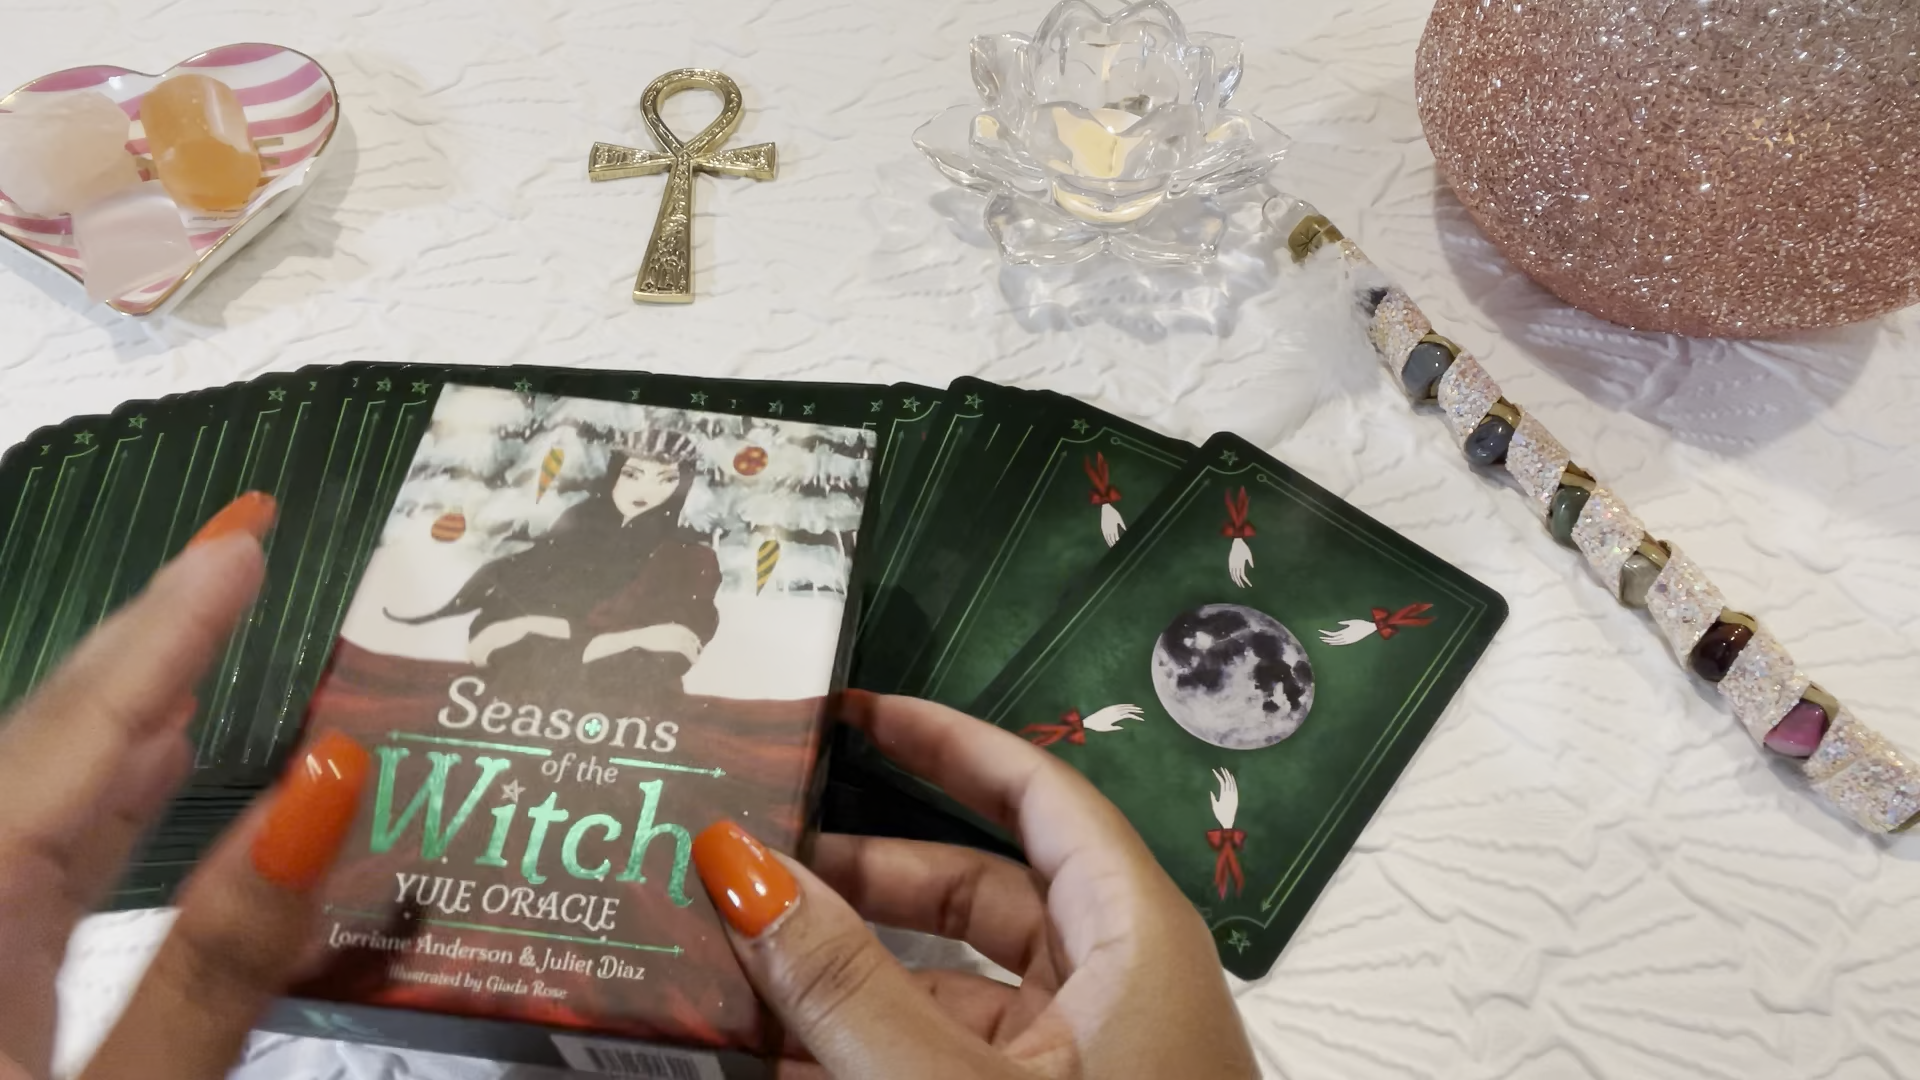 Seasons
of the
Witch
YULE ORACLE
Lorriane Anderson & Juliet Diaz
Illustrated by Giada Rose